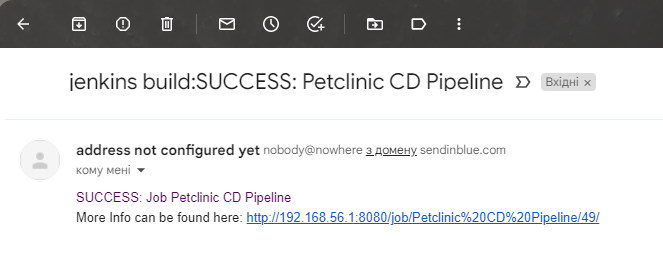 jenkins build:SUCCESS: Petclinic CD Pipeline Вхідні ×
address not configured yet nobody@nowhere з домену sendinblue.com
кому мені
SUCCESS: Job Petclinic CD Pipeline
More Info can be found here: http://192.168.56.1:8080/job/Petclinic%20CD%20Pipeline/49/